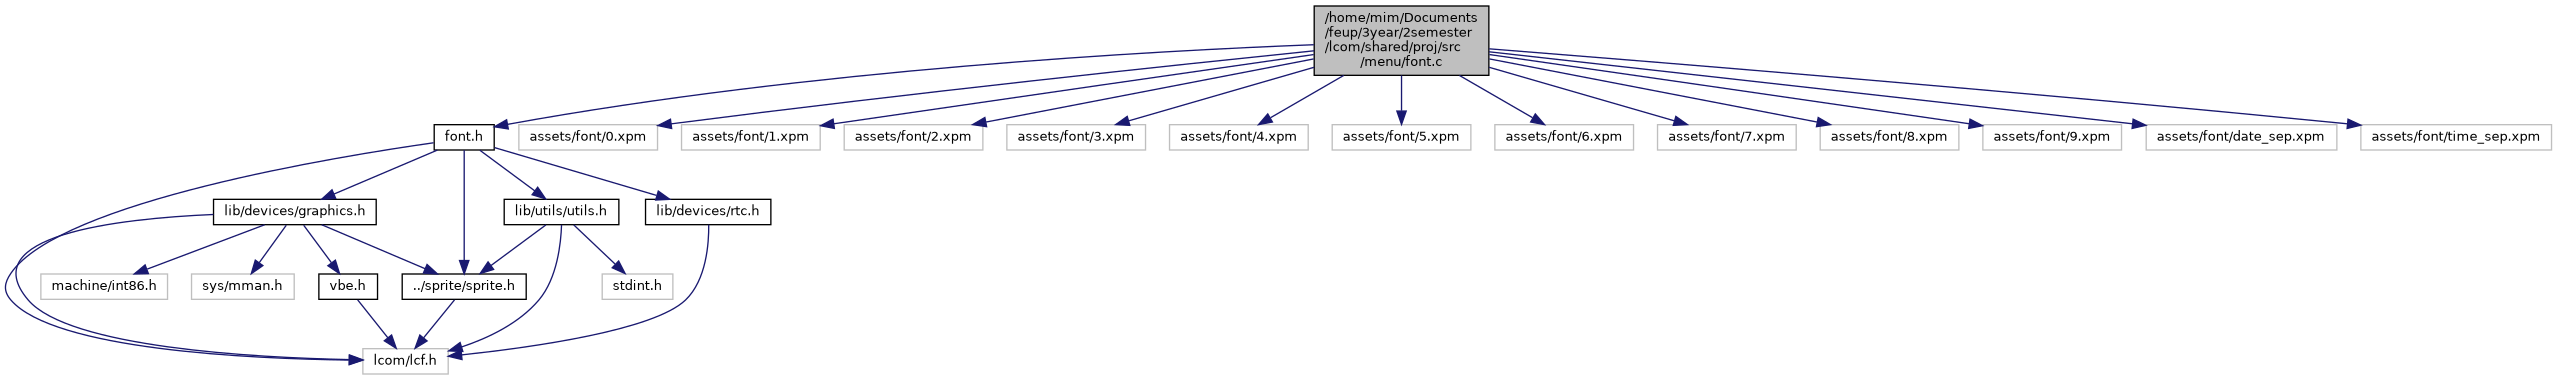 /home/mim/Documents
/feup/3year/2semester
/lcom/shared/proj/src
/menu/font.c
font.h
assets/font/0.xpm
assets/font/1.xpm
assets/font/2.xpm
assets/font/3.xpm
assets/font/4.xpm
assets/font/5.xpm
assets/font/6.xpm
assets/font/7.xpm
assets/font/8.xpm
assets/font/9.xpm
assets/font/date_sep.xpm
assets/font/time_sep.xpm
lib/devices/graphics.h
lib/utils/utils.h
lib/devices/rtc.h
machine/int86.h
sys/mman.h
vbe.h
../sprite/sprite.h
stdint.h
lcom/lcf.h